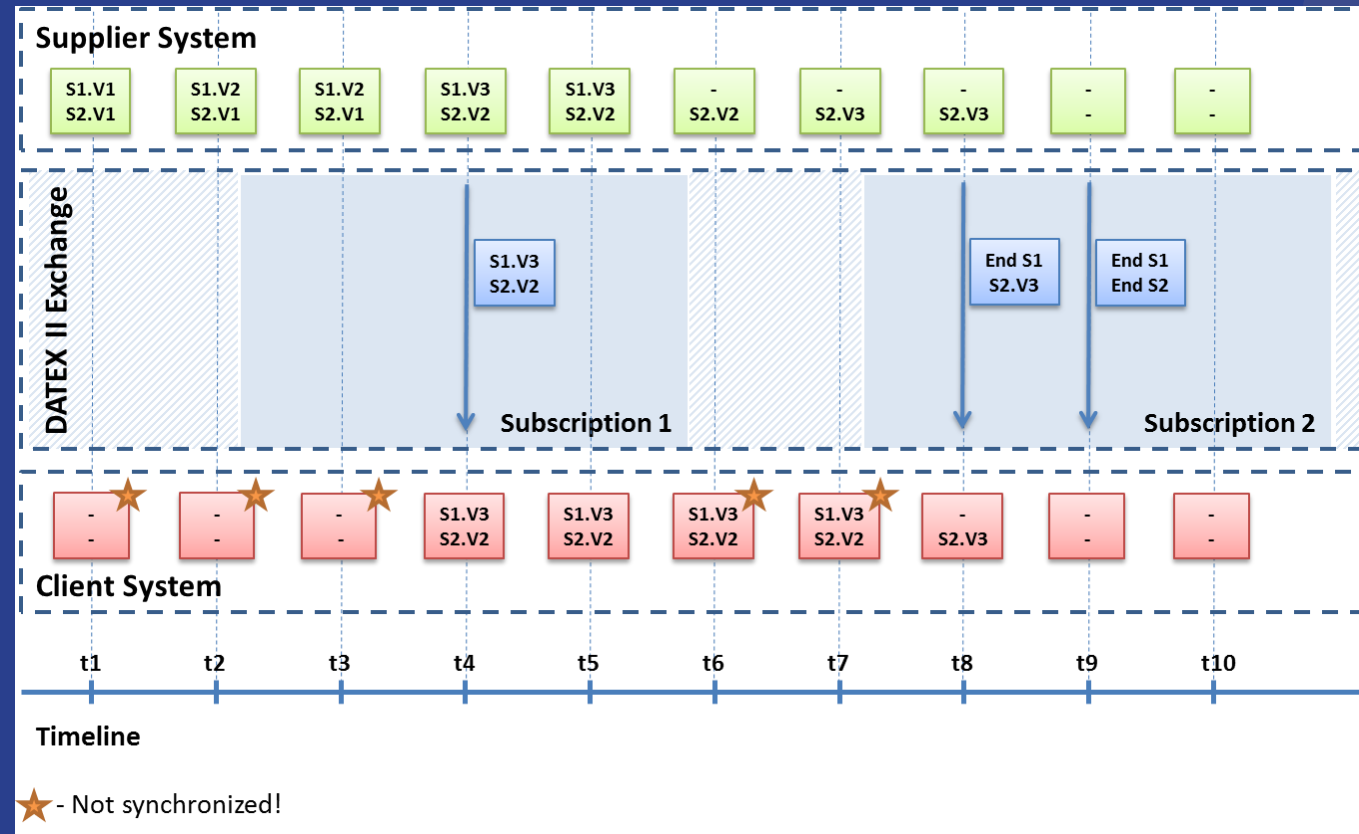 Supplier System
S1.V1
S2.V1
S1.V2
S2.V1
S1.V2
S2.V1
S1.V3
S2.V2
S1.V3
S2.V2
-
S2.V2
-
S2.V3
-
S2.V3
-
-
-
-
DATEX II Exchange
S1.V3
S2.V2
End S1
S2.V3
End S1
End S2
Subscription 1
Subscription 2
-
-
-
-
-
-
S1.V3
S2.V2
S1.V3
S2.V2
S1.V3
S2.V2
S1.V3
S2.V2
-
S2.V3
-
-
-
-
Client System
t1 t2 t3 t4 t5 t6 t7 t8 t9 t10
Timeline
- Not synchronized!